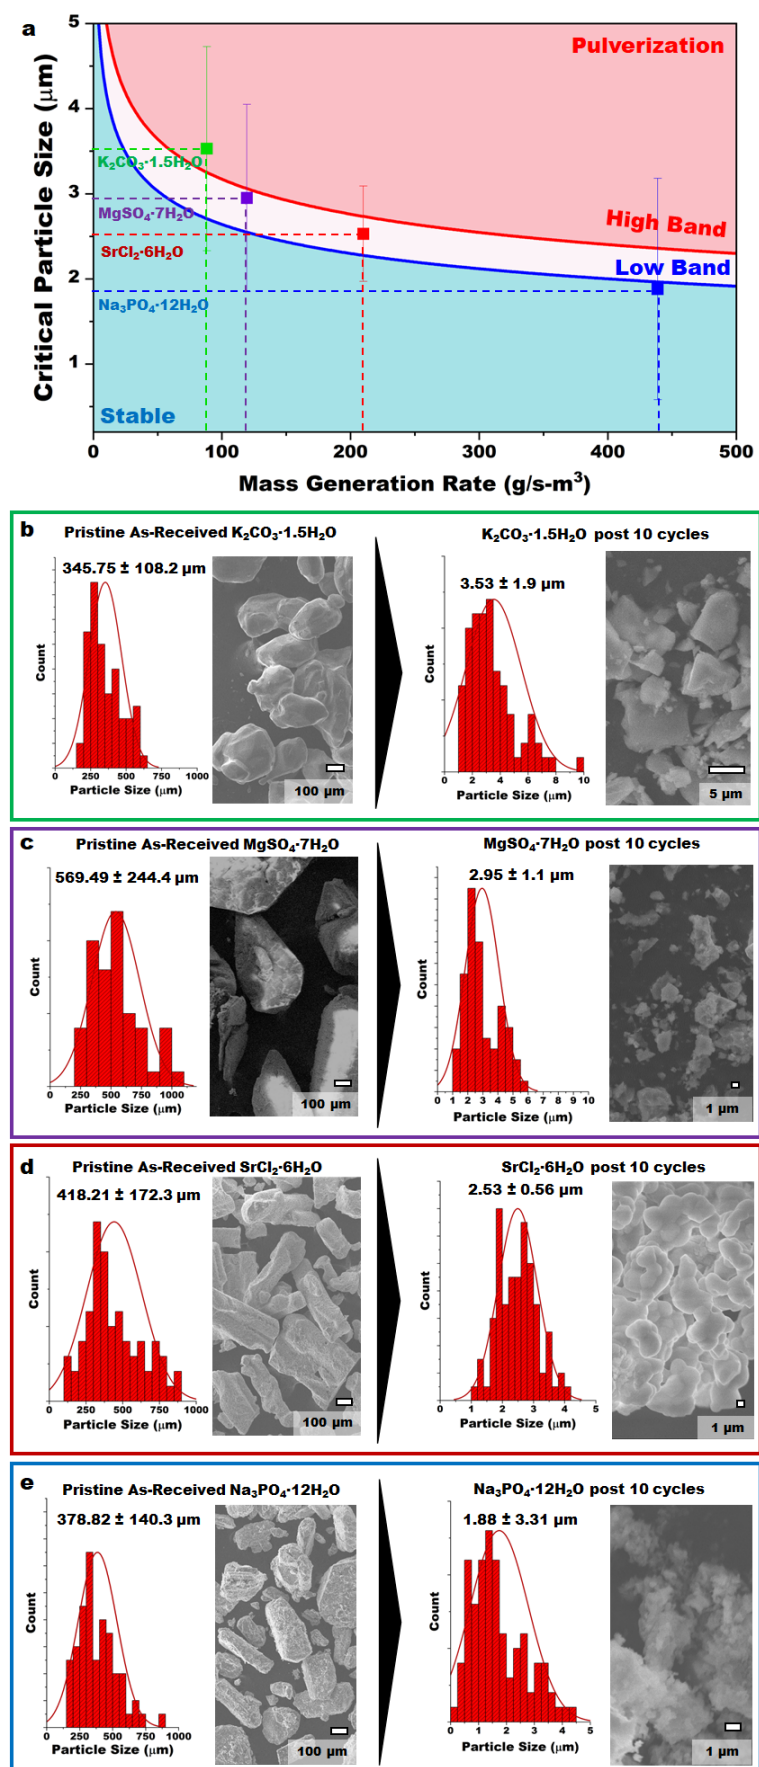 a
Pulverization
High Band
Low Band
K₂CO₃·1.5H₂O
MgSO₄·7H₂O
SrCl₂·6H₂O
Na₃PO₄·12H₂O
Stable
Critical Particle Size (μm)
5
4
3
2
1
0 100 200 300 400 500
Mass Generation Rate (g/s-m³)
b
Pristine As-Received K₂CO₃·1.5H₂O
345.75 ± 108.2 μm
Count
0 250 500 750 1000
Particle Size (μm)
100 μm
K₂CO₃·1.5H₂O post 10 cycles
3.53 ± 1.9 μm
Count
0 2 4 6 8 10
Particle Size (μm)
5 μm
c
Pristine As-Received MgSO₄·7H₂O
569.49 ± 244.4 μm
Count
0 250 500 750 1000
Particle Size (μm)
100 μm
MgSO₄·7H₂O post 10 cycles
2.95 ± 1.1 μm
Count
0 1 2 3 4 5 6 7 8 9 10
Particle Size (μm)
1 μm
d
Pristine As-Received SrCl₂·6H₂O
418.21 ± 172.3 μm
Count
0 250 500 750 1000
Particle Size (μm)
100 μm
SrCl₂·6H₂O post 10 cycles
2.53 ± 0.56 μm
Count
0 1 2 3 4 5
Particle Size (μm)
1 μm
e
Pristine As-Received Na₃PO₄·12H₂O
378.82 ± 140.3 μm
Count
0 250 500 750 1000
Particle Size (μm)
100 μm
Na₃PO₄·12H₂O post 10 cycles
1.88 ± 3.31 μm
Count
0 1 2 3 4 5
Particle Size (μm)
1 μm